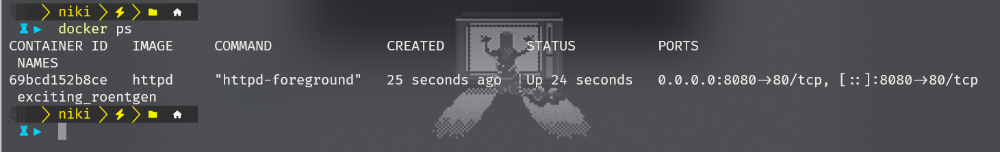 niki
docker ps
CONTAINER ID   IMAGE     COMMAND              CREATED          STATUS          PORTS
 NAMES
69bcd152b8ce   httpd     "httpd-foreground"   25 seconds ago   Up 24 seconds   0.0.0.0:8080->80/tcp, [::]:8080->80/tcp
 exciting_roentgen
niki